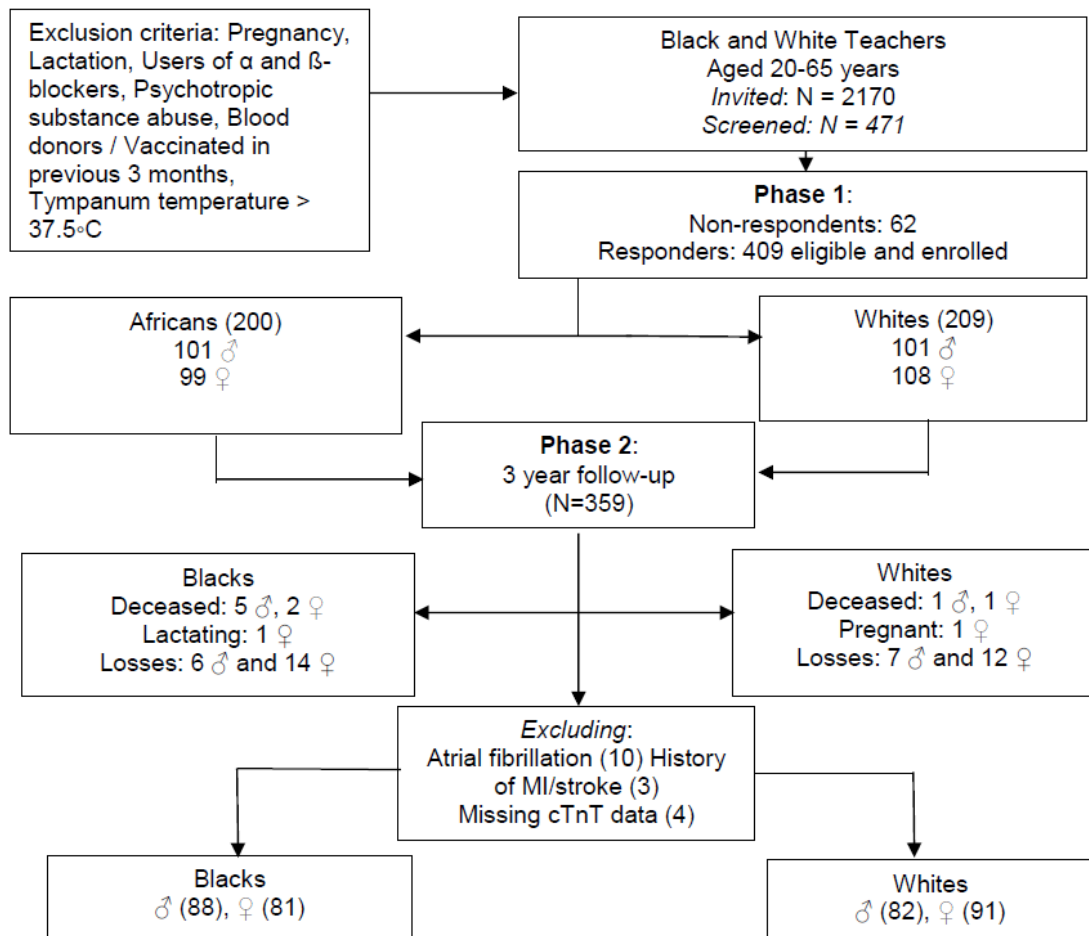 Exclusion criteria: Pregnancy,
Lactation, Users of α and ß-
blockers, Psychotropic
substance abuse, Blood
donors / Vaccinated in
previous 3 months,
Tympanum temperature >
37.5◦C
Black and White Teachers
Aged 20-65 years
Invited: N = 2170
Screened: N = 471
Phase 1:
Non-respondents: 62
Responders: 409 eligible and enrolled
Africans (200)
101 ♂
99 ♀
Whites (209)
101 ♂
108 ♀
Phase 2:
3 year follow-up
(N=359)
Blacks
Deceased: 5 ♂, 2 ♀
Lactating: 1 ♀
Losses: 6 ♂ and 14 ♀
Whites
Deceased: 1 ♂, 1 ♀
Pregnant: 1 ♀
Losses: 7 ♂ and 12 ♀
Excluding:
Atrial fibrillation (10) History
of MI/stroke (3)
Missing cTnT data (4)
Blacks
♂ (88), ♀ (81)
Whites
♂ (82), ♀ (91)